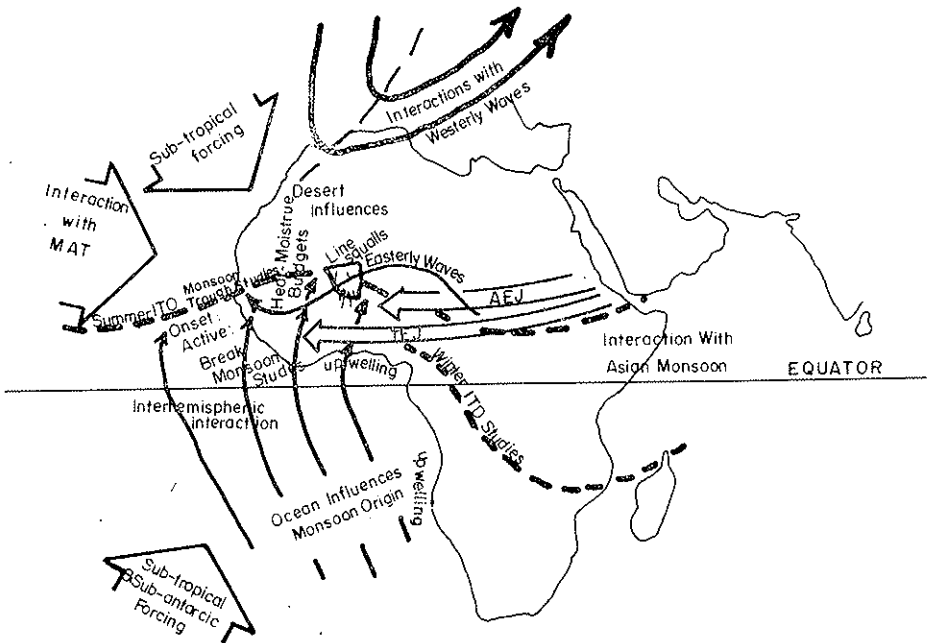 Interactions with
Westerly Waves
Sub-tropical
forcing
Interaction
with
MAT
Desert
Influences
Heat-Moistrue
Budgets
Line
Squalls
Easterly Waves
Monsoon
Trough Studies
Summer ITD
Onset:
Active:
Break
Monsoon
Studes
AEJ
TEJ
upwelling
Interaction With
Asian Monsoon
EQUATOR
Winter ITD Studies
Interhemispheric
interaction
Ocean Influences
Monsoon Origin
upwelling
Sub-tropical
&Sub-antarcic
Forcing